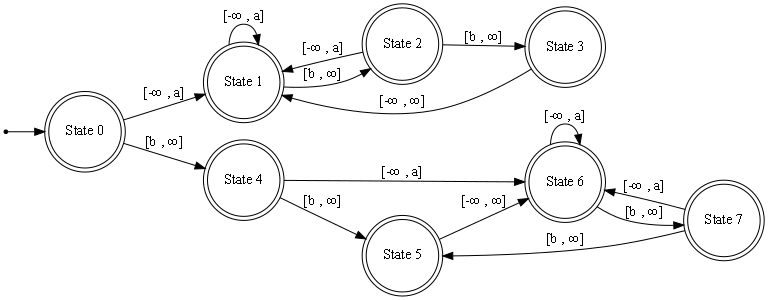 [-∞ , a]
State 2
[b , ∞]
State 3
[-∞ , a]
State 1
[b , ∞]
[-∞ , a]
[-∞ , ∞]
State 0
[b , ∞]
[-∞ , a]
State 4
[-∞ , a]
State 6
[-∞ , a]
[b , ∞]
[-∞ , ∞]
[b , ∞]
State 7
[b , ∞]
State 5